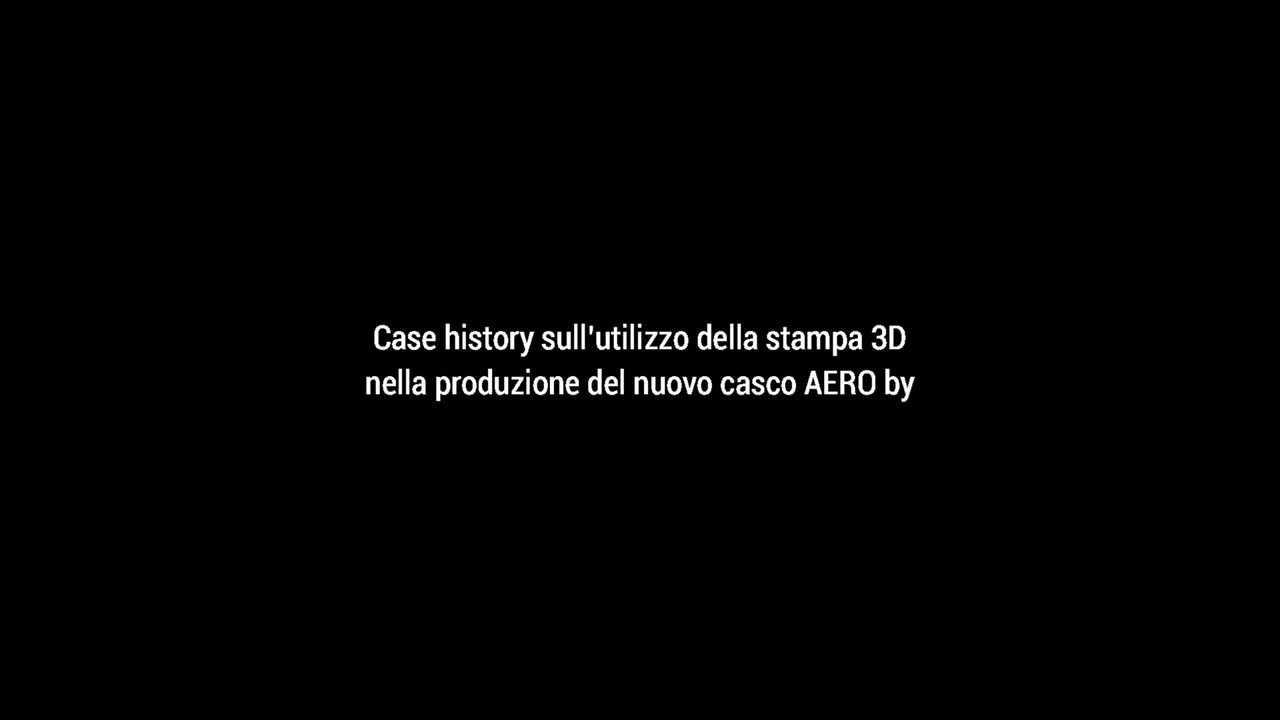 Case history sull'utilizzo della stampa 3D
nella produzione del nuovo casco AERO by